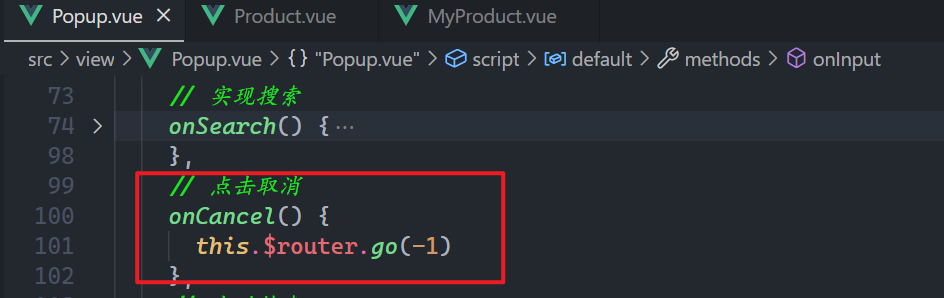 Popup.vue × Product.vue MyProduct.vue
src > view > Popup.vue > {} "Popup.vue" > script > default > methods > onInput
73 // 实现搜索
74 > onSearch() {···
98 },
99 // 点击取消
100 onCancel() {
101 this.$router.go(-1)
102 },